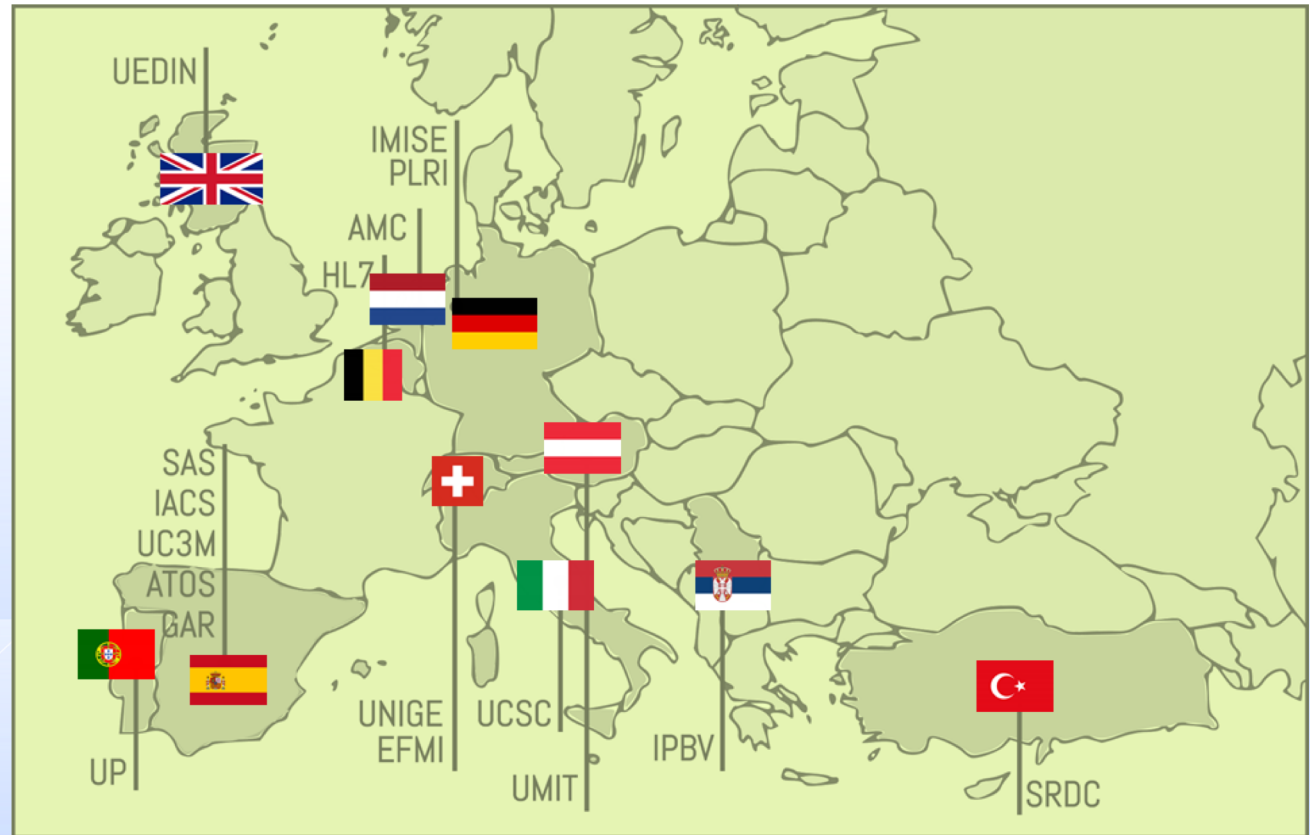 UEDIN
IMISE
PLRI
AMC
HL7
SAS
IACS
UC3M
ATOS
GAR
UP
UNIGE
EFMI
UCSC
UMIT
IPBV
SRDC